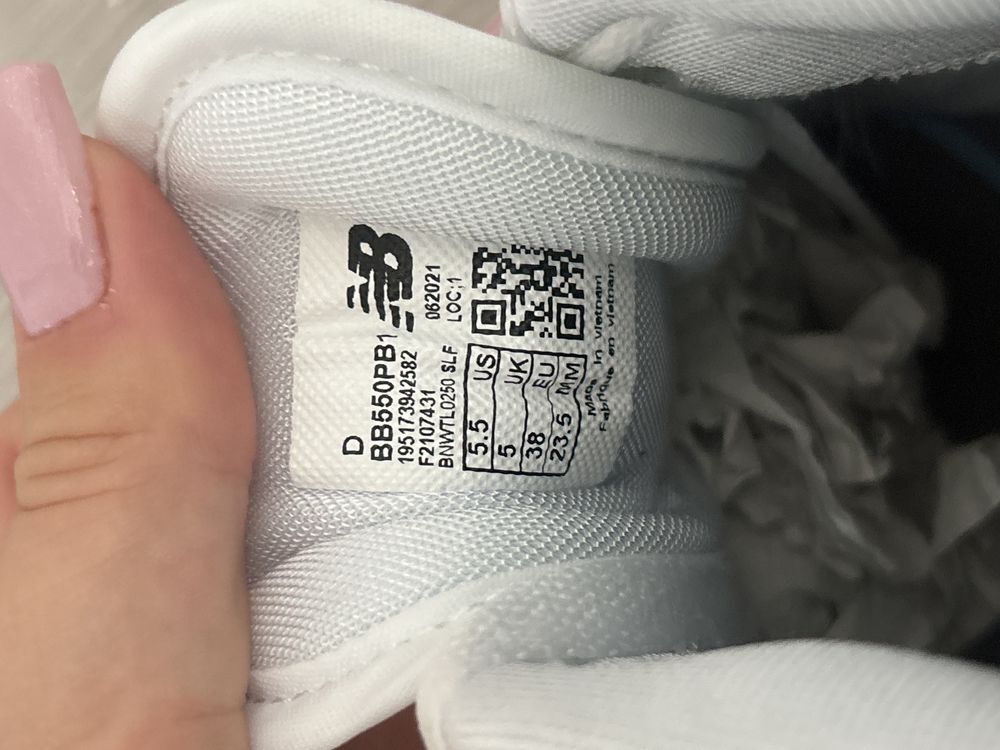 NB
D
BB550PB1
195173942582
F2107431 062021
BNWTL0250 SLF LOC:1
5.5 US
5 UK
38 EU
23.5 MM
Made in Vietnam
Fabriqué en vietnam